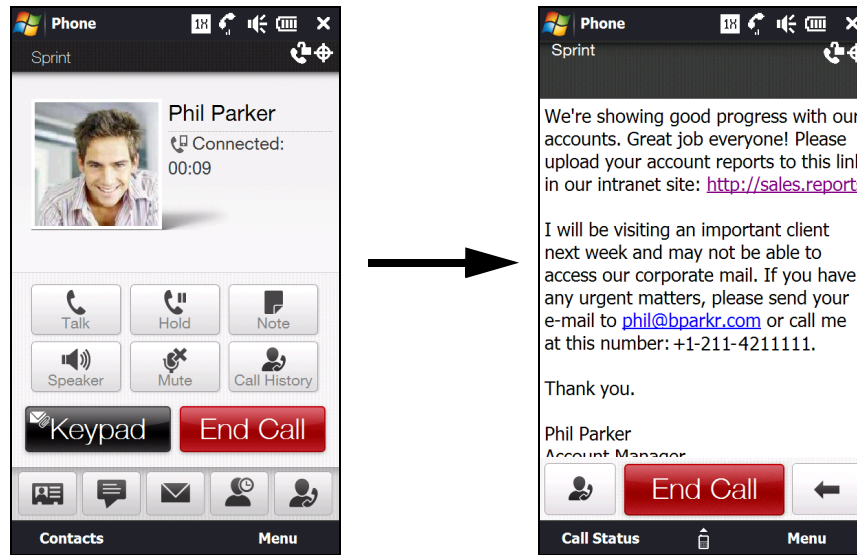 Phone
1X
Sprint
Phil Parker
Connected:
00:09
Talk
Hold
Note
Speaker
Mute
Call History
Keypad
End Call
Contacts
Menu
Phone
1X
Sprint
We're showing good progress with our
accounts. Great job everyone! Please
upload your account reports to this link
in our intranet site: http://sales.reports
I will be visiting an important client
next week and may not be able to
access our corporate mail. If you have
any urgent matters, please send your
e-mail to phil@bparkr.com or call me
at this number: +1-211-4211111.
Thank you.
Phil Parker
Account Manager
End Call
Call Status
Menu